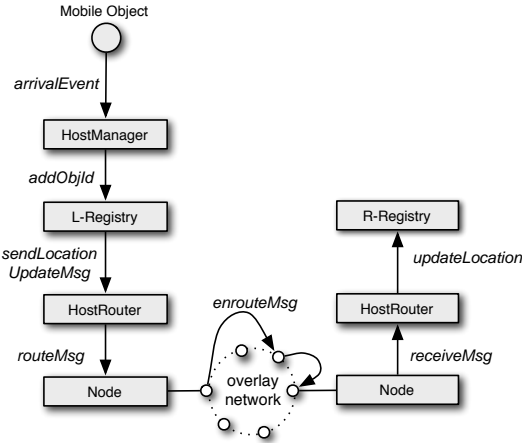 Mobile Object
arrivalEvent
HostManager
addObjId
L-Registry
sendLocation
UpdateMsg
HostRouter
routeMsg
Node
enrouteMsg
overlay
network
R-Registry
updateLocation
HostRouter
receiveMsg
Node